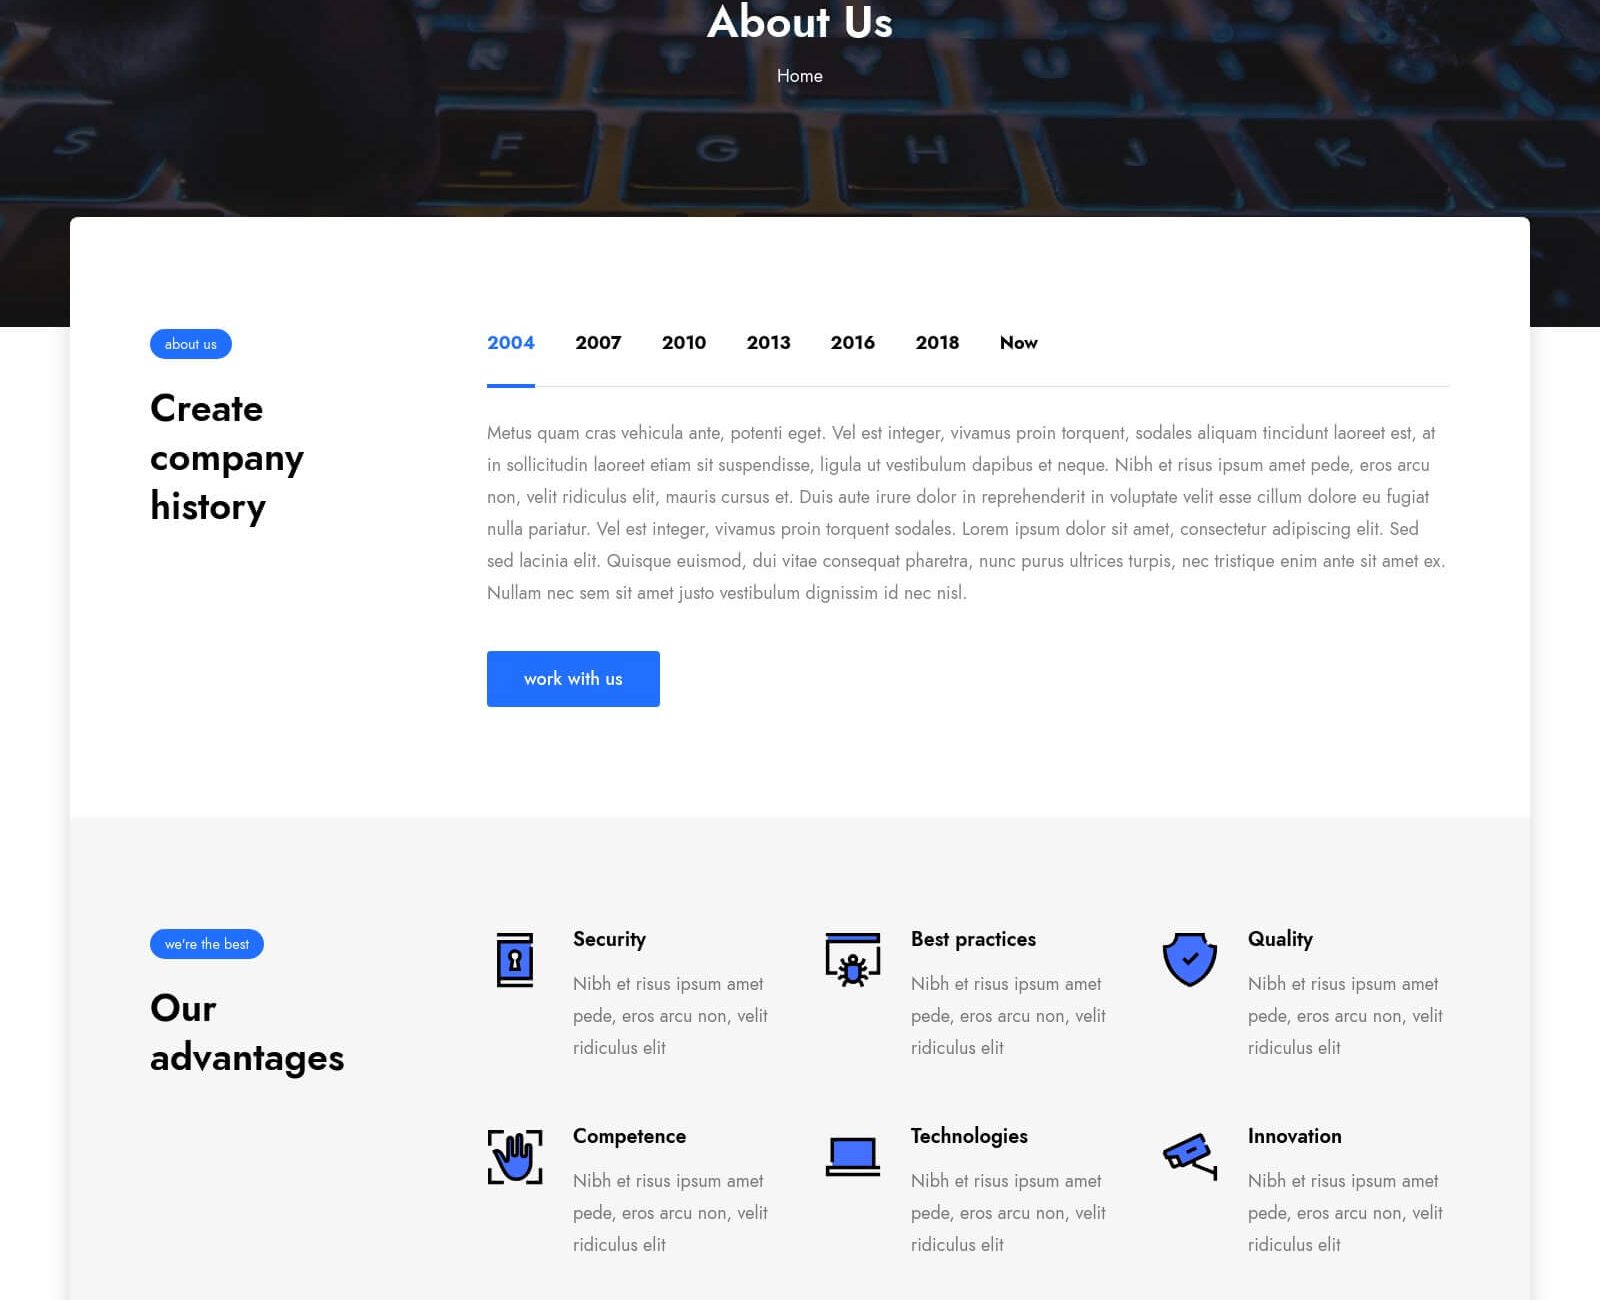 About Us
Home
R T Y U
S F G H J K L
about us
Create
company
history
2004 2007 2010 2013 2016 2018 Now
Metus quam cras vehicula ante, potenti eget. Vel est integer, vivamus proin torquent, sodales aliquam tincidunt laoreet est, at
in sollicitudin laoreet etiam sit suspendisse, ligula ut vestibulum dapibus et neque. Nibh et risus ipsum amet pede, eros arcu
non, velit ridiculus elit, mauris cursus et. Duis aute irure dolor in reprehenderit in voluptate velit esse cillum dolore eu fugiat
nulla pariatur. Vel est integer, vivamus proin torquent sodales. Lorem ipsum dolor sit amet, consectetur adipiscing elit. Sed
sed lacinia elit. Quisque euismod, dui vitae consequat pharetra, nunc purus ultrices turpis, nec tristique enim ante sit amet ex.
Nullam nec sem sit amet justo vestibulum dignissim id nec nisl.
work with us
we're the best
Our
advantages
Security
Nibh et risus ipsum amet
pede, eros arcu non, velit
ridiculus elit
Best practices
Nibh et risus ipsum amet
pede, eros arcu non, velit
ridiculus elit
Quality
Nibh et risus ipsum amet
pede, eros arcu non, velit
ridiculus elit
Competence
Nibh et risus ipsum amet
pede, eros arcu non, velit
ridiculus elit
Technologies
Nibh et risus ipsum amet
pede, eros arcu non, velit
ridiculus elit
Innovation
Nibh et risus ipsum amet
pede, eros arcu non, velit
ridiculus elit